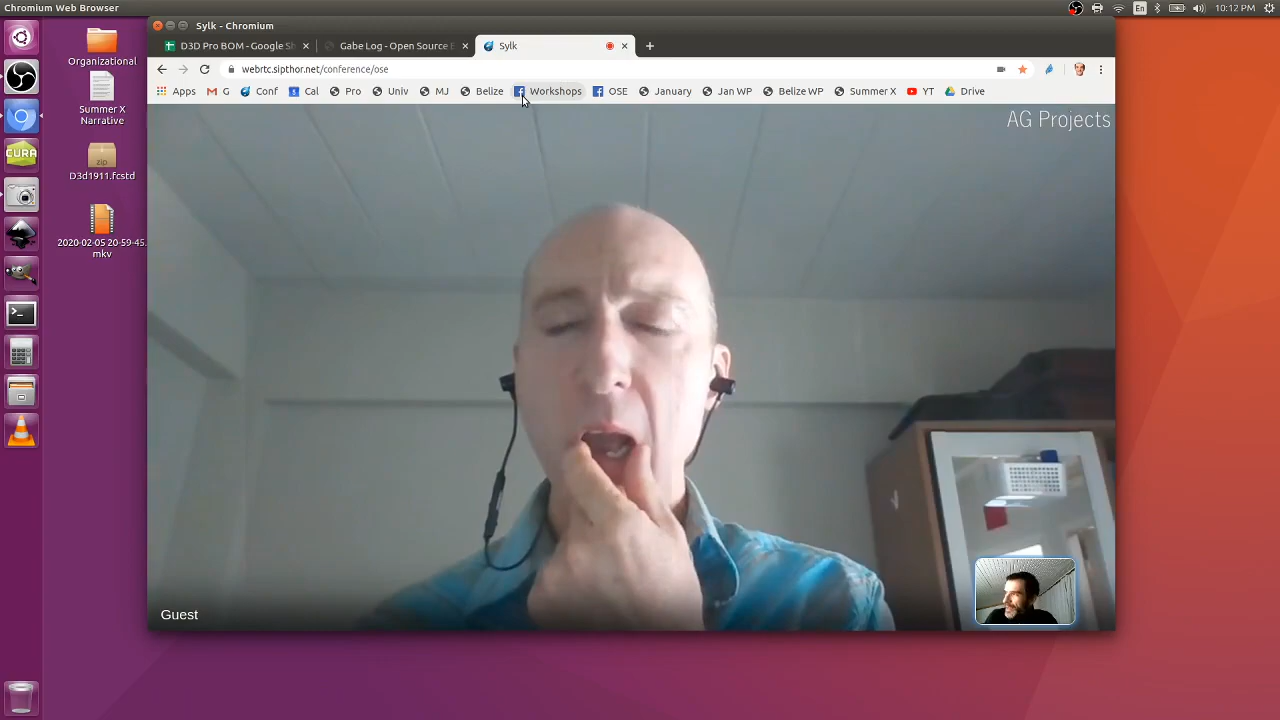 Chromium Web Browser
En
10:12 PM
Sylk - Chromium
D3D Pro BOM - Google Sh
Gabe Log - Open Source E
Sylk
webrtc.sipthor.net/conference/ose
Apps
G
Conf
Cal
Pro
Univ
MJ
Belize
Workshops
OSE
January
Jan WP
Belize WP
Summer X
YT
Drive
AG Projects
Organizational
Summer X
Narrative
CURA
zip
D3d1911.fcstd
2020-02-05 20-59-45.
mkv
Guest